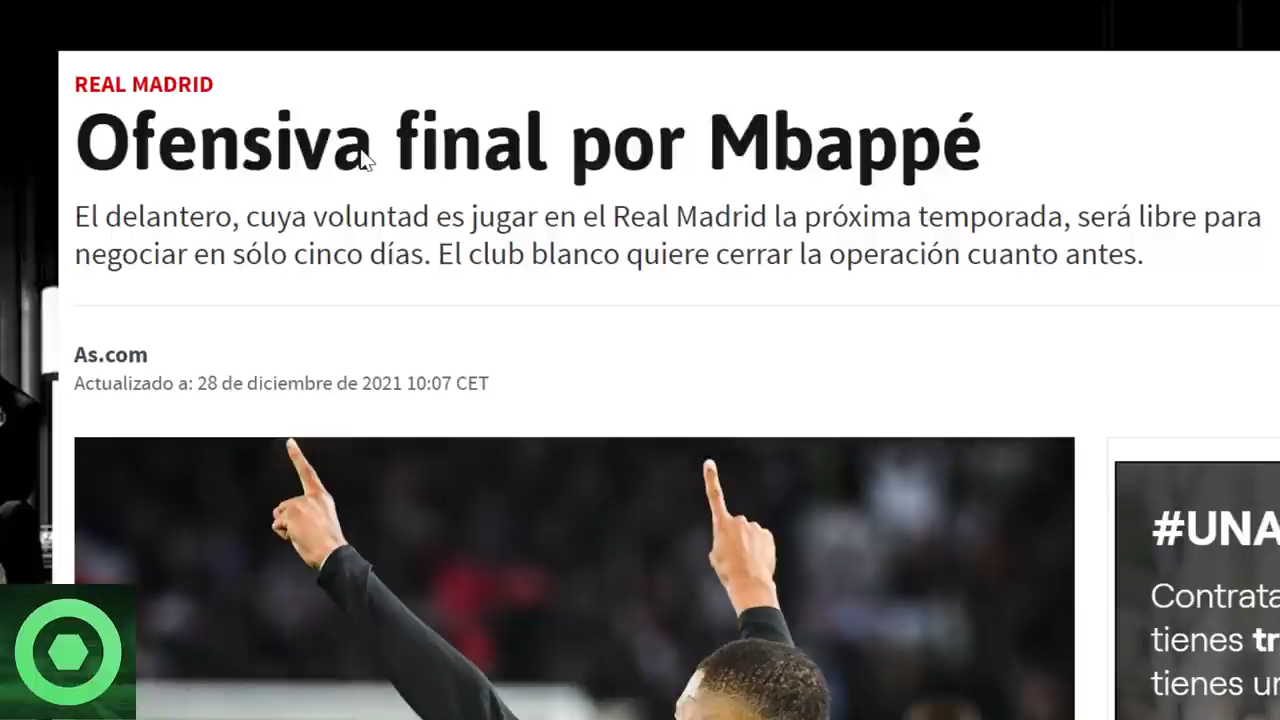 REAL MADRID
Ofensiva final por Mbappé
El delantero, cuya voluntad es jugar en el Real Madrid la próxima temporada, será libre para
negociar en sólo cinco días. El club blanco quiere cerrar la operación cuanto antes.
As.com
Actualizado a: 28 de diciembre de 2021 10:07 CET
#UNA
Contrata
tienes tr
tienes un